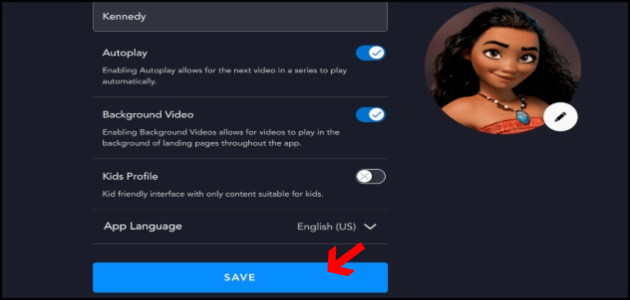 Kennedy
Autoplay
Enabling Autoplay allows for the next video in a series to play
automatically.
Background Video
Enabling Background Videos allows for videos to play in the
background of landing pages throughout the app.
Kids Profile
Kid friendly interface with only content suitable for kids.
App Language English (US)
SAVE